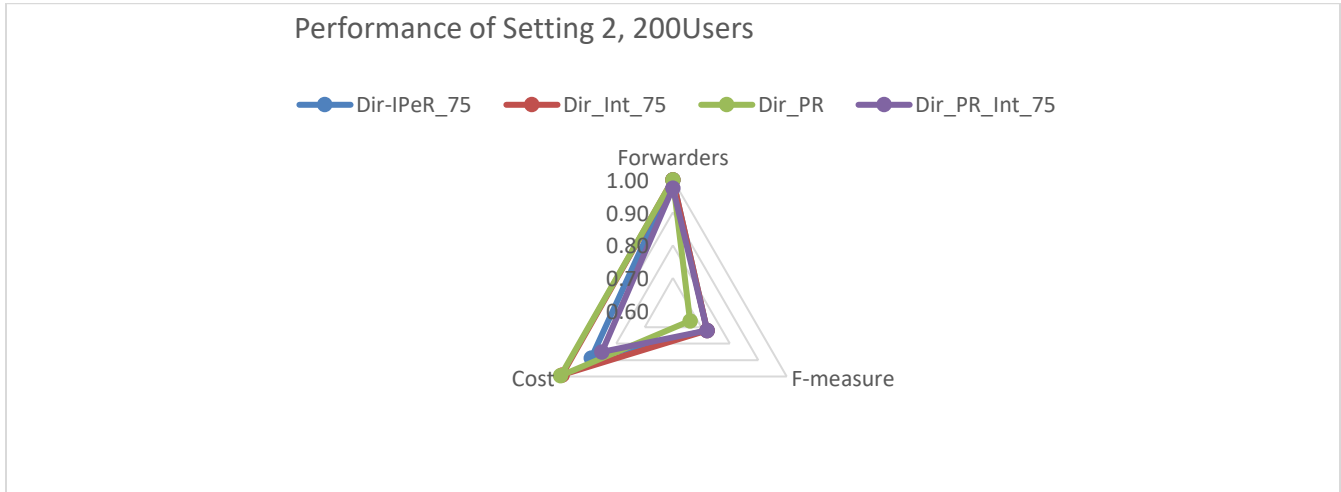 Performance of Setting 2, 200Users
Dir-IPeR_75 Dir_Int_75 Dir_PR Dir_PR_Int_75
Forwarders
1.00
0.90
0.80
0.70
0.60
Cost F-measure